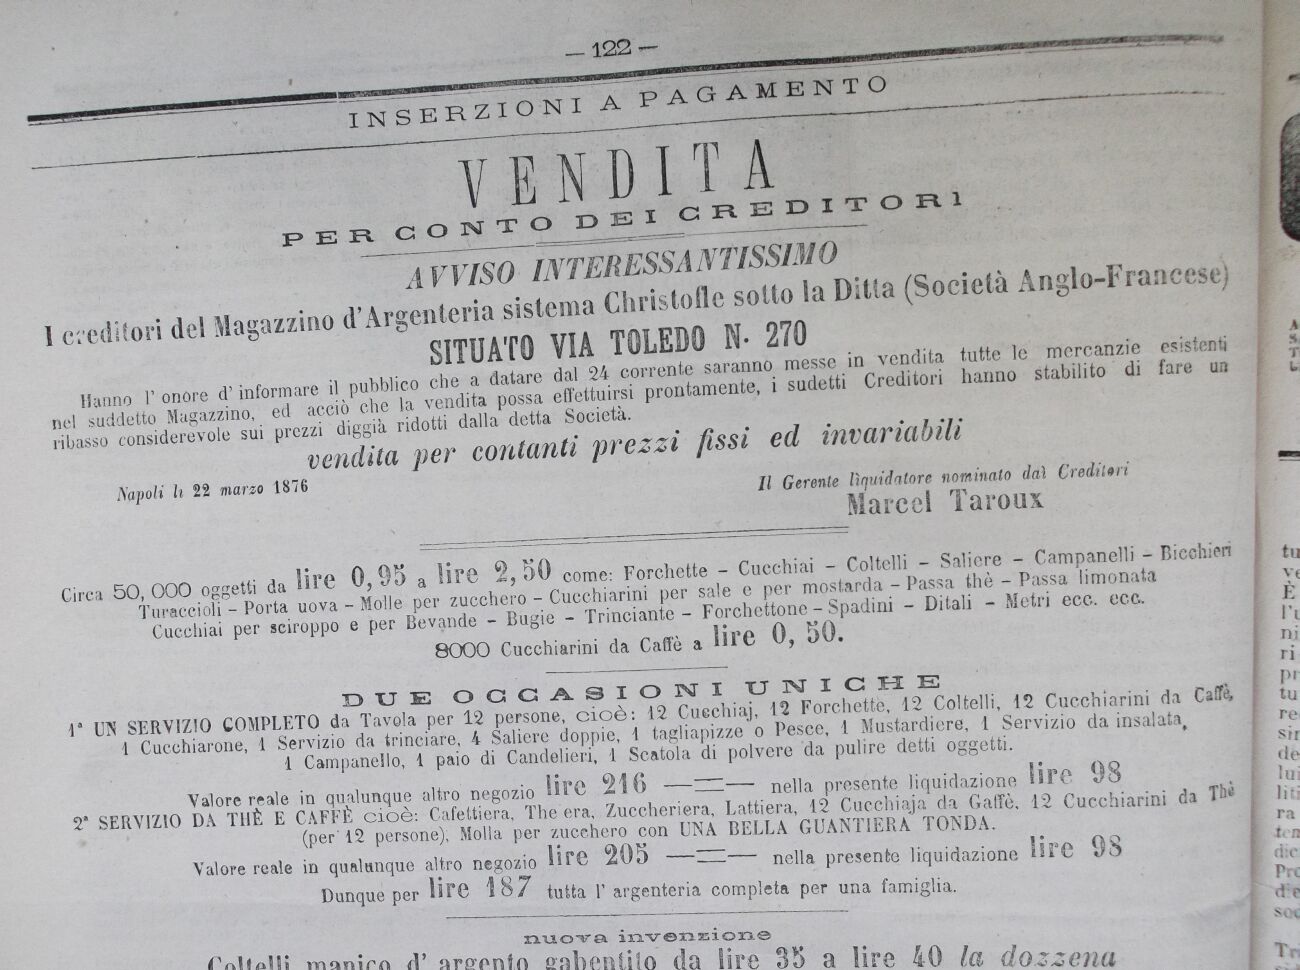 — 122 —
INSERZIONI A PAGAMENTO
VENDITA
PER CONTO DEI CREDITORI
AVVISO INTERESSANTISSIMO
I creditori del Magazzino d'Argenteria sistema Christofle sotto la Ditta (Società Anglo-Francese)
SITUATO VIA TOLEDO N. 270
Hanno l'onore d'informare il pubblico che a datare dal 24 corrente saranno messe in vendita tutte le mercanzie esistenti
nel suddetto Magazzino, ed acciò che la vendita possa effettuirsi prontamente, i sudetti Creditori hanno stabilito di fare un
ribasso considerevole sui prezzi diggià ridotti dalla detta Società.
vendita per contanti prezzi fissi ed invariabili
Napoli li 22 marzo 1876
Il Gerente liquidatore nominato dai Creditori
Marcel Taroux
Circa 50,000 oggetti da lire 0,95 a lire 2,50 come: Forchette – Cucchiai – Coltelli – Saliere – Campanelli – Bicchieri
Turaccioli – Porta uova – Molle per zucchero – Cucchiarini per sale e per mostarda – Passa thè – Passa limonata
Cucchiai per sciroppo e per Bevande – Bugie – Trinciante – Forchettone – Spadini – Ditali – Metri ecc. ecc.
8000 Cucchiarini da Caffè a lire 0,50.
DUE OCCASIONI UNICHE
1ª UN SERVIZIO COMPLETO da Tavola per 12 persone, cioè: 12 Cucchiaj, 12 Forchette, 12 Coltelli, 12 Cucchiarini da Caffè,
1 Cucchiarone, 1 Servizio da trinciare, 4 Saliere doppie, 1 tagliapizze o Pesce, 1 Mustardiere, 1 Servizio da insalata,
1 Campanello, 1 paio di Candelieri, 1 Scatola di polvere da pulire detti oggetti.
Valore reale in qualunque altro negozio lire 216 —=— nella presente liquidazione lire 98
2ª SERVIZIO DA THÈ E CAFFÈ cioè: Cafettiera, The era, Zuccheriera, Lattiera, 12 Cucchiaja da Gaffè, 12 Cucchiarini da Thè
(per 12 persone), Molla per zucchero con UNA BELLA GUANTIERA TONDA.
Valore reale in qualunque altro negozio lire 205 —=— nella presente liquidazione lire 98
Dunque per lire 187 tutta l'argenteria completa per una famiglia.
nuova invenzione
Coltelli manico d'argento gabentito da lire 35 a lire 40 la dozzena